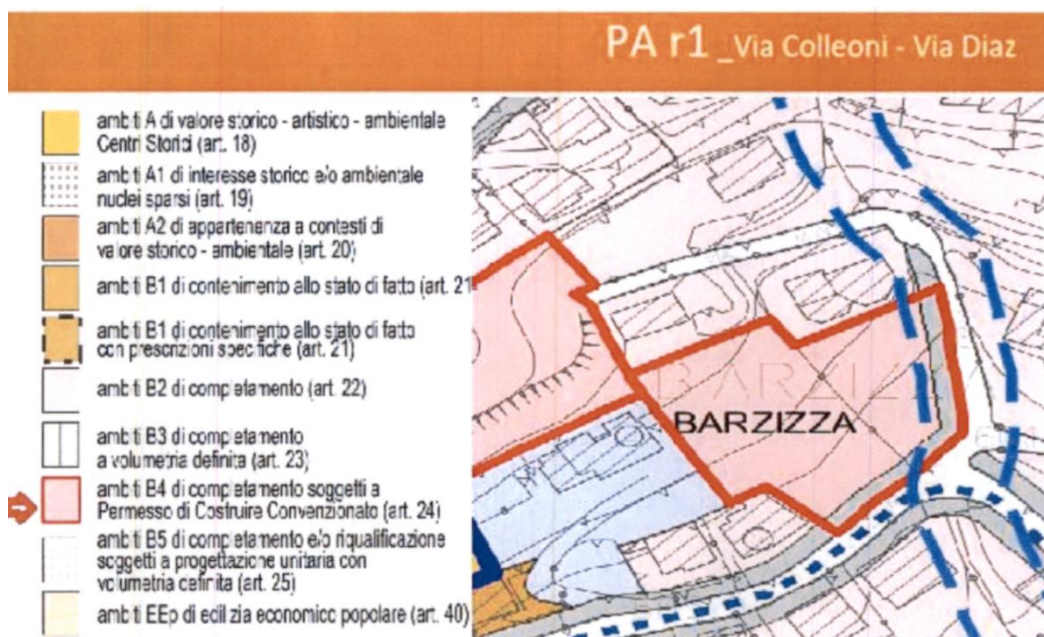 PA r1 _Via Colleoni - Via Diaz
ambiti A di valore storico - artistico - ambientale
Centri Storici (art. 18)
ambiti A1 di interesse storico e/o ambientale
nuclei sparsi (art. 19)
ambiti A2 di appartenenza a contesti di
valore storico - ambientale (art. 20)
ambiti B1 di contenimento allo stato di fatto (art. 21
ambiti B1 di contenimento allo stato di fatto
con prescrizioni specifiche (art. 21)
ambiti B2 di completamento (art. 22)
ambiti B3 di completamento
a volumetria definita (art. 23)
ambiti B4 di completamento soggetti a
Permesso di Costruire Convenzionato (art. 24)
ambiti B5 di completamento e/o riqualificazione
soggetti a progettazione unitaria con
volumetria definita (art. 25)
ambiti EEp di edilizia economico popolare (art. 40)
BARZIZZA
BARZIZZA